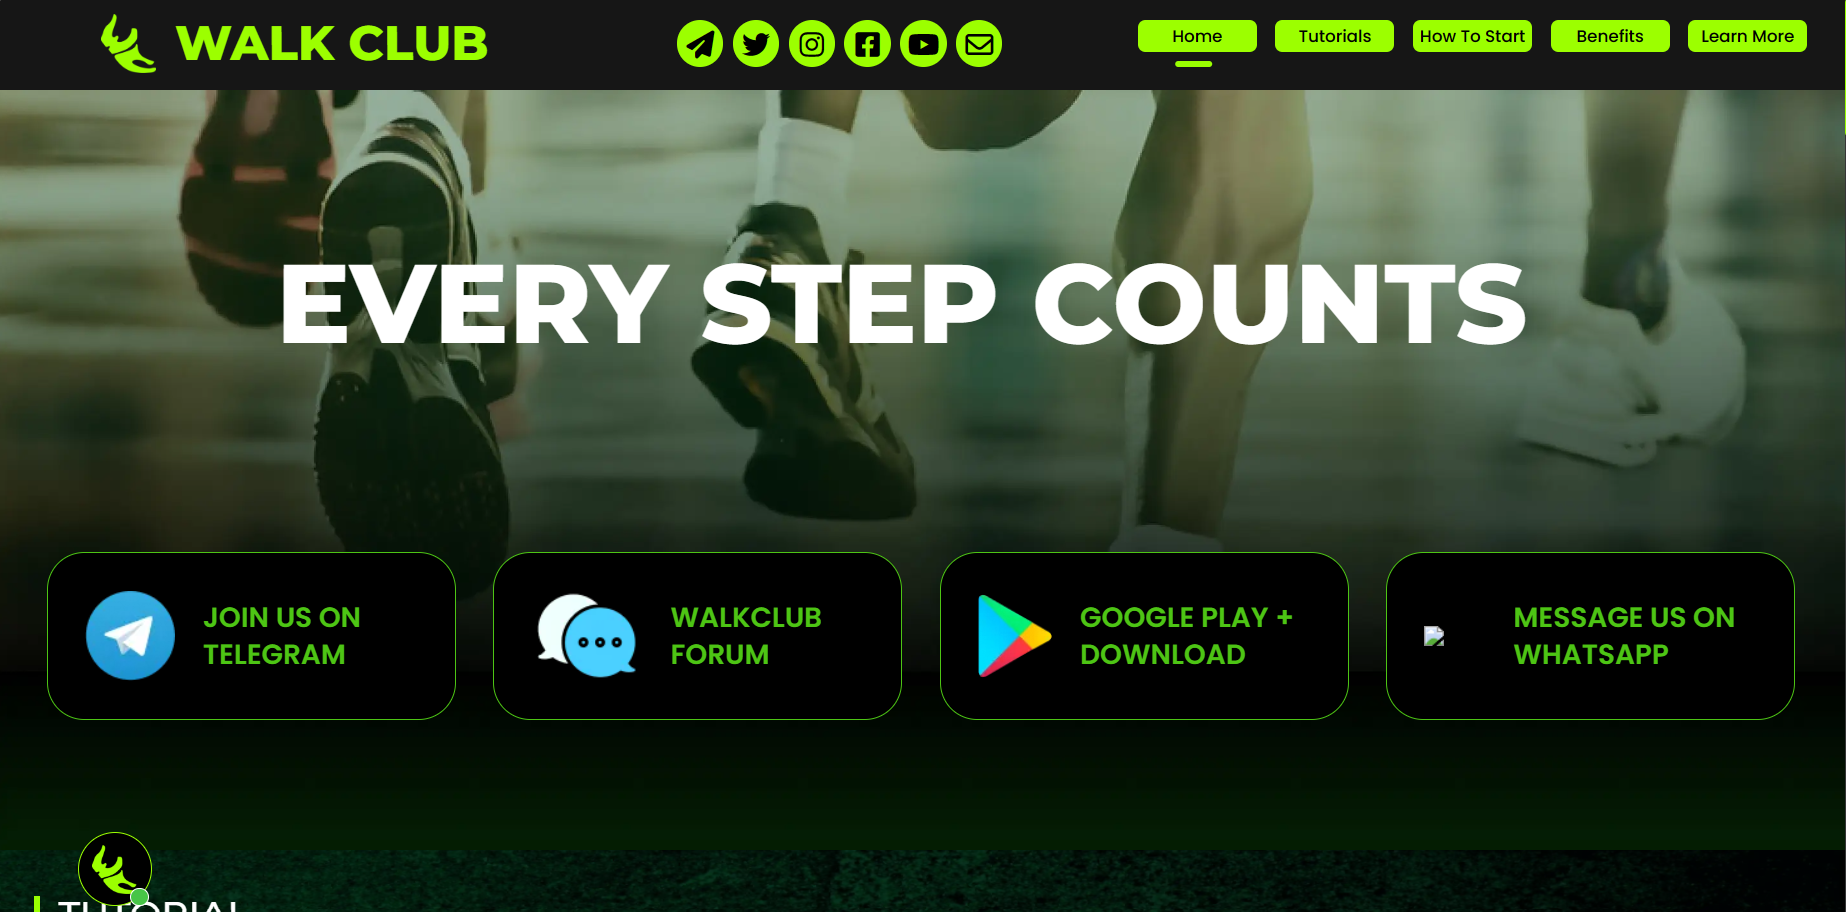 WALK CLUB
Home
Tutorials
How To Start
Benefits
Learn More
EVERY STEP COUNTS
JOIN US ON
TELEGRAM
WALKCLUB
FORUM
GOOGLE PLAY +
DOWNLOAD
MESSAGE US ON
WHATSAPP
TUTORIAL